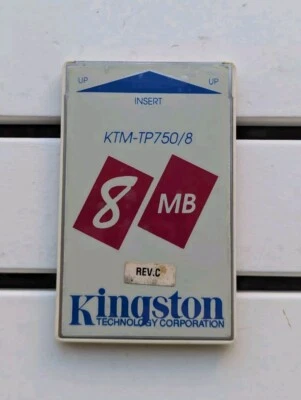 UP UP
INSERT
KTM-TP750/8
8 MB
REV.C
Kingston
TECHNOLOGY CORPORATION